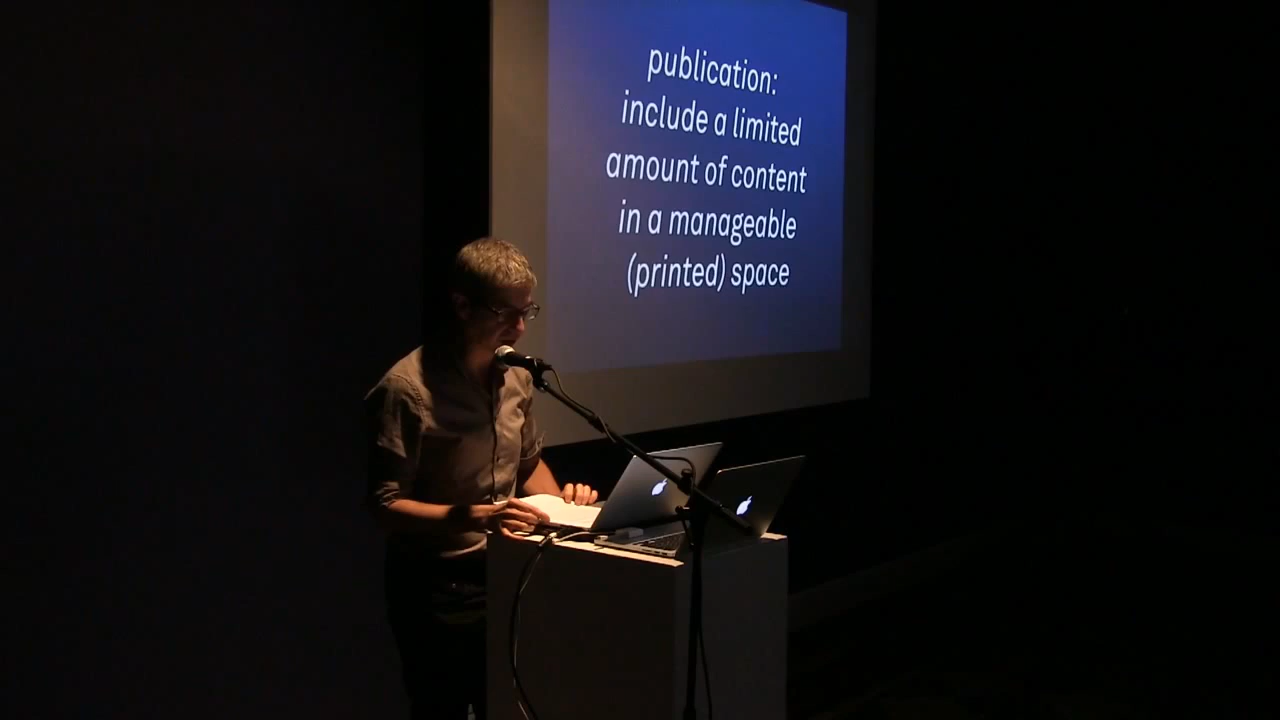 publication:
include a limited
amount of content
in a manageable
(printed) space